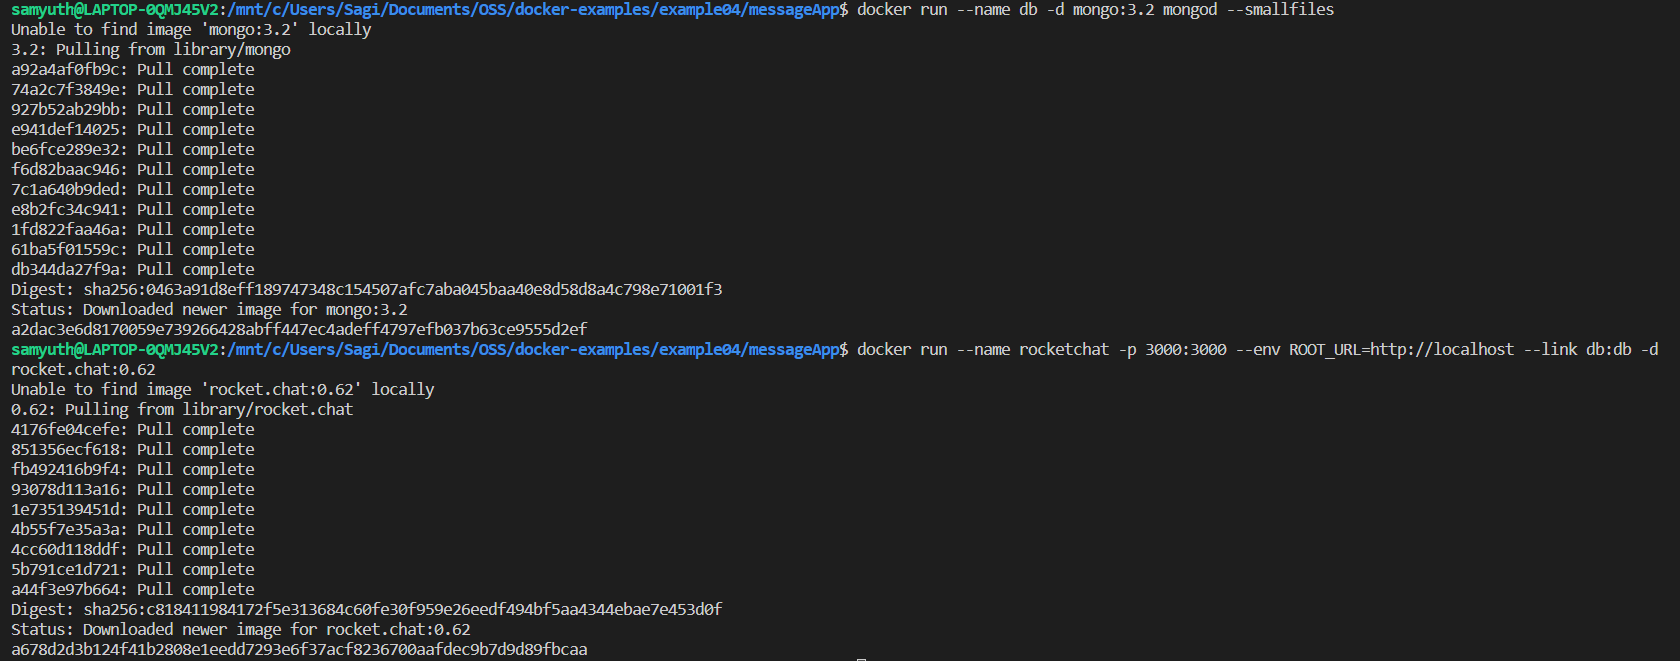 samyuth@LAPTOP-0QMJ45V2:/mnt/c/Users/Sagi/Documents/OSS/docker-examples/example04/messageApp$ docker run --name db -d mongo:3.2 mongod --smallfiles
Unable to find image 'mongo:3.2' locally
3.2: Pulling from library/mongo
a92a4af0fb9c: Pull complete
74a2c7f3849e: Pull complete
927b52ab29bb: Pull complete
e941def14025: Pull complete
be6fce289e32: Pull complete
f6d82baac946: Pull complete
7c1a640b9ded: Pull complete
e8b2fc34c941: Pull complete
1fd822faa46a: Pull complete
61ba5f01559c: Pull complete
db344da27f9a: Pull complete
Digest: sha256:0463a91d8eff189747348c154507afc7aba045baa40e8d58d8a4c798e71001f3
Status: Downloaded newer image for mongo:3.2
a2dac3e6d8170059e739266428abff447ec4adeff4797efb037b63ce9555d2ef
samyuth@LAPTOP-0QMJ45V2:/mnt/c/Users/Sagi/Documents/OSS/docker-examples/example04/messageApp$ docker run --name rocketchat -p 3000:3000 --env ROOT_URL=http://localhost --link db:db -d
rocket.chat:0.62
Unable to find image 'rocket.chat:0.62' locally
0.62: Pulling from library/rocket.chat
4176fe04cefe: Pull complete
851356ecf618: Pull complete
fb492416b9f4: Pull complete
93078d113a16: Pull complete
1e735139451d: Pull complete
4b55f7e35a3a: Pull complete
4cc60d118ddf: Pull complete
5b791ce1d721: Pull complete
a44f3e97b664: Pull complete
Digest: sha256:c818411984172f5e313684c60fe30f959e26eedf494bf5aa4344ebae7e453d0f
Status: Downloaded newer image for rocket.chat:0.62
a678d2d3b124f41b2808e1eedd7293e6f37acf8236700aafdec9b7d9d89fbcaa